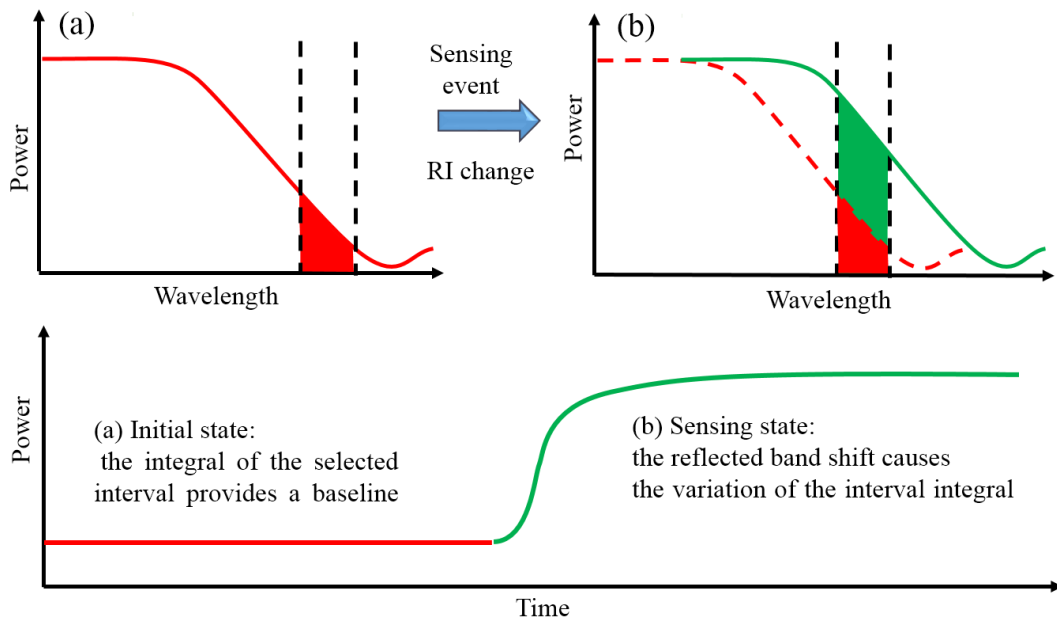 (a)
Power
Wavelength
Sensing
event
RI change
(b)
Power
Wavelength
Power
(a) Initial state:
the integral of the selected
interval provides a baseline
(b) Sensing state:
the reflected band shift causes
the variation of the interval integral
Time